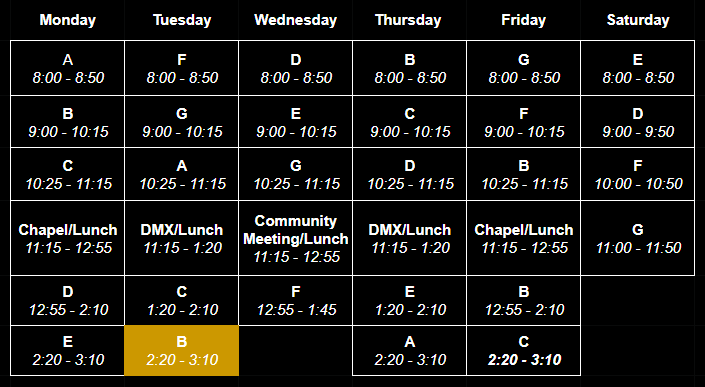 Monday Tuesday Wednesday Thursday Friday Saturday
A F D B G E
8:00 - 8:50 8:00 - 8:50 8:00 - 8:50 8:00 - 8:50 8:00 - 8:50 8:00 - 8:50
B G E C F D
9:00 - 10:15 9:00 - 10:15 9:00 - 10:15 9:00 - 10:15 9:00 - 10:15 9:00 - 9:50
C A G D B F
10:25 - 11:15 10:25 - 11:15 10:25 - 11:15 10:25 - 11:15 10:25 - 11:15 10:00 - 10:50
Chapel/Lunch DMX/Lunch Community Meeting/Lunch DMX/Lunch Chapel/Lunch G
11:15 - 12:55 11:15 - 1:20 11:15 - 12:55 11:15 - 1:20 11:15 - 12:55 11:00 - 11:50
D C F E B
12:55 - 2:10 1:20 - 2:10 12:55 - 1:45 1:20 - 2:10 12:55 - 2:10
E B A C
2:20 - 3:10 2:20 - 3:10 2:20 - 3:10 2:20 - 3:10